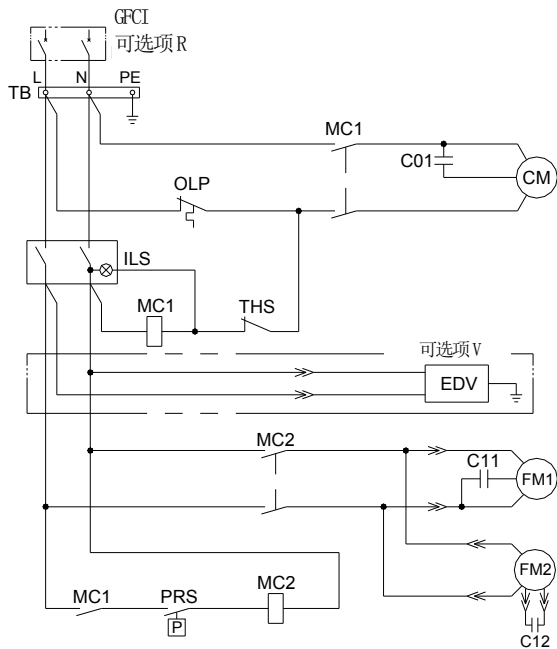 GFCI
可选项R
L N PE
TB
MC1
C01
CM
OLP
ILS
MC1
THS
可选项V
EDV
MC2
C11
FM1
FM2
MC1
PRS
MC2
P
C12